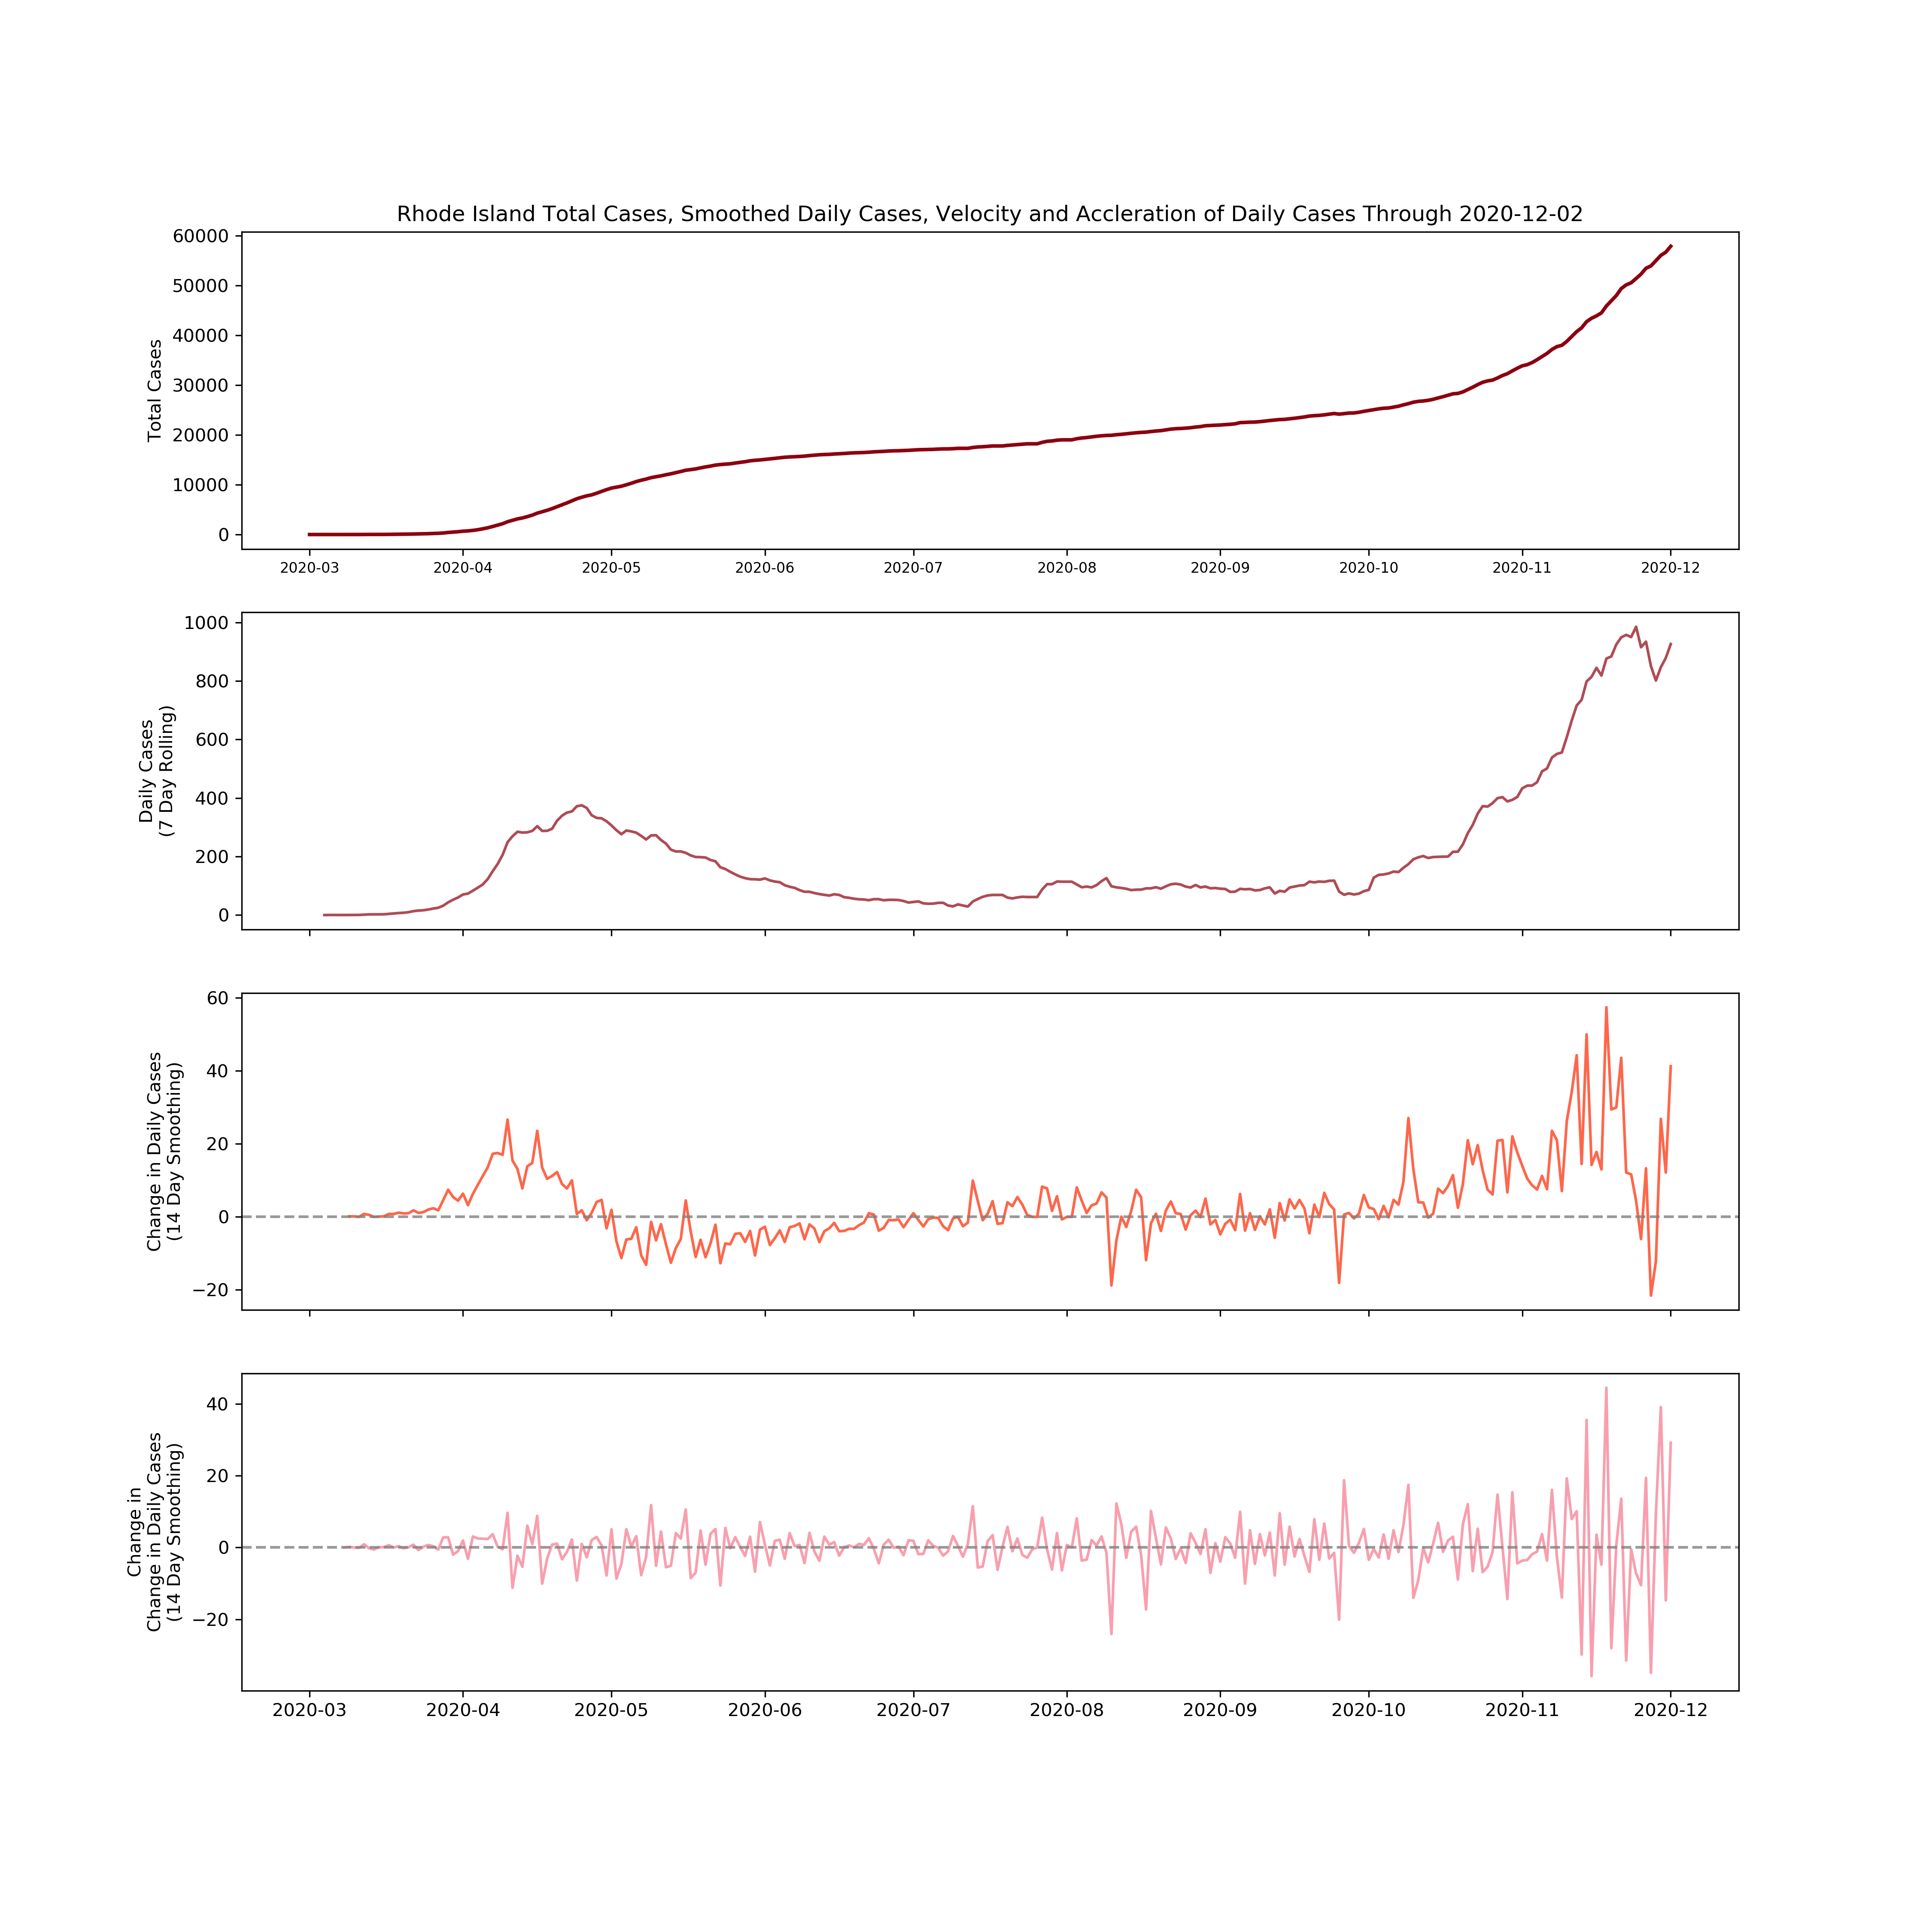 Rhode Island Total Cases, Smoothed Daily Cases, Velocity and Accleration of Daily Cases Through 2020-12-02
Total Cases
60000
50000
40000
30000
20000
10000
0
2020-03 2020-04 2020-05 2020-06 2020-07 2020-08 2020-09 2020-10 2020-11 2020-12
Daily Cases
(7 Day Rolling)
1000
800
600
400
200
0
Change in Daily Cases
(14 Day Smoothing)
60
40
20
0
−20
Change in
Change in Daily Cases
(14 Day Smoothing)
40
20
0
−20
2020-03 2020-04 2020-05 2020-06 2020-07 2020-08 2020-09 2020-10 2020-11 2020-12